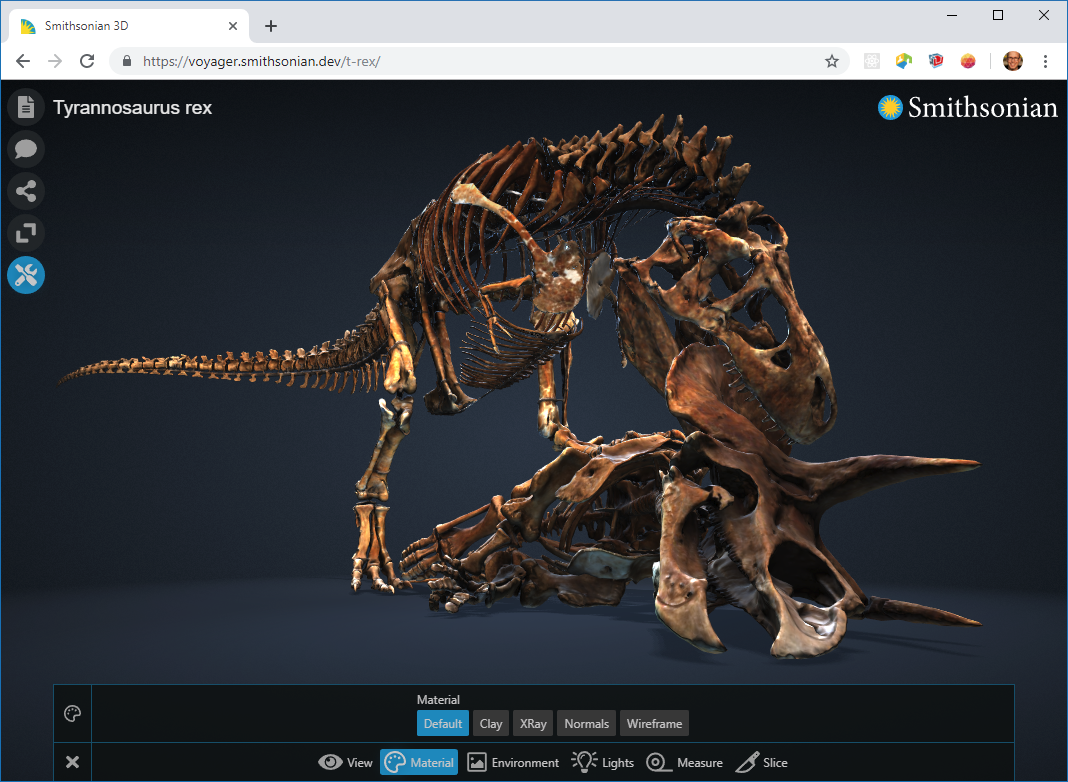 Smithsonian 3D
https://voyager.smithsonian.dev/t-rex/
Tyrannosaurus rex
Smithsonian
Material
Default Clay XRay Normals Wireframe
View Material Environment Lights Measure Slice